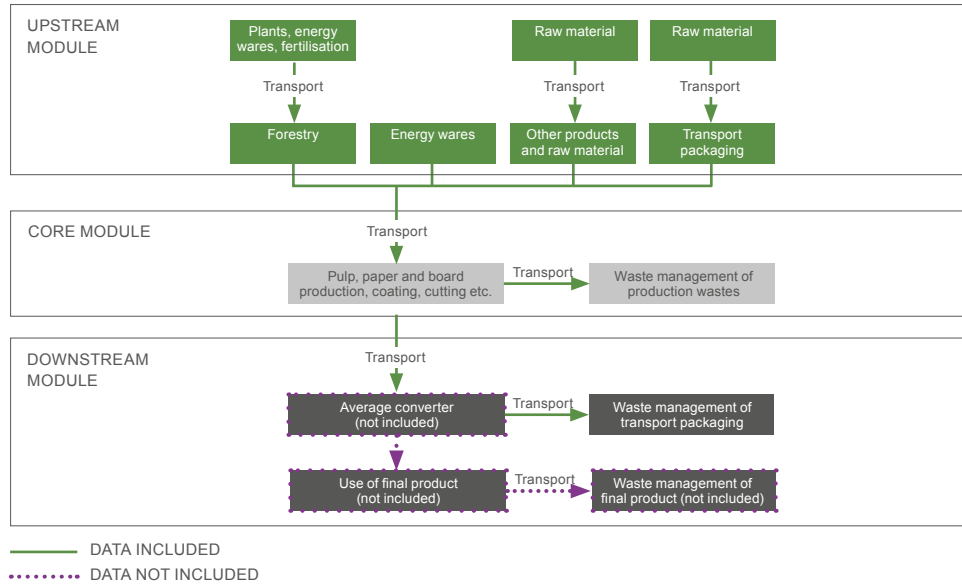 UPSTREAM
MODULE
Plants, energy
wares, fertilisation
Raw material
Raw material
Transport
Transport
Transport
Forestry
Energy wares
Other products
and raw material
Transport
packaging
CORE MODULE
Transport
Pulp, paper and board
production, coating, cutting etc.
Transport
Waste management of
production wastes
DOWNSTREAM
MODULE
Transport
Average converter
(not included)
Transport
Waste management of
transport packaging
Use of final product
(not included)
Transport
Waste management of
final product (not included)
DATA INCLUDED
DATA NOT INCLUDED